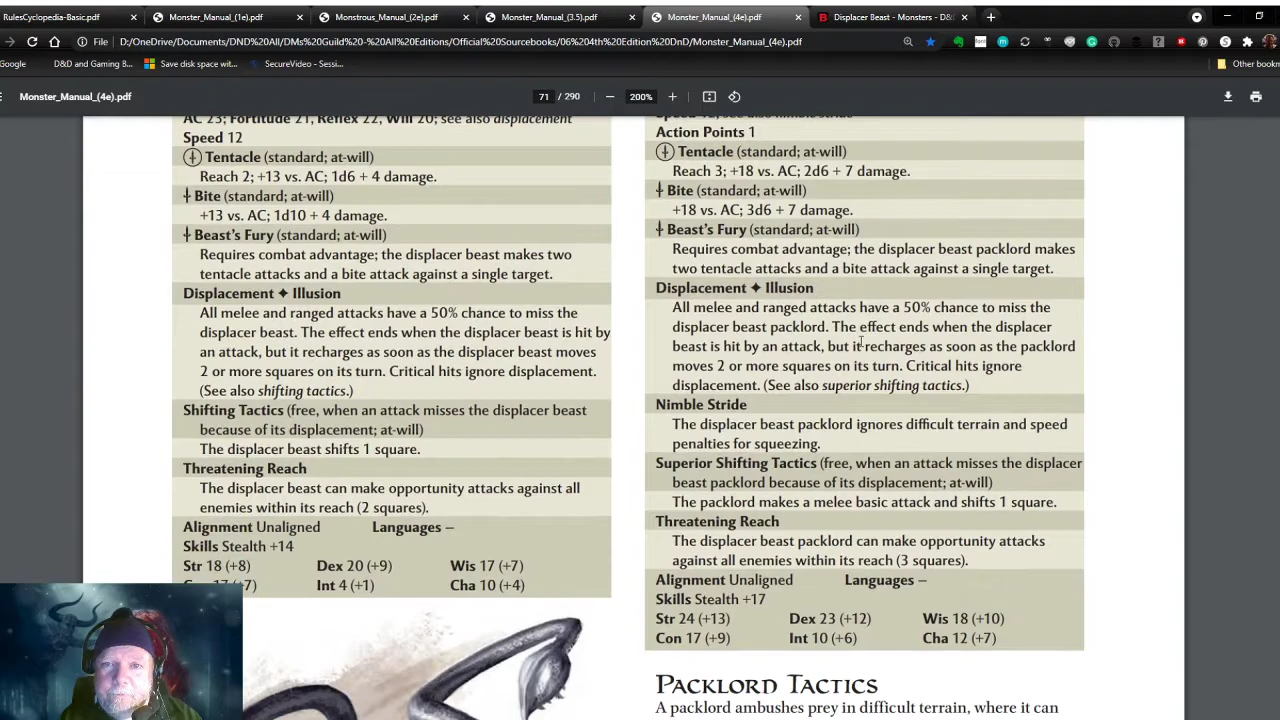 RulesCyclopedia-Basic.pdf
Monster_Manual_(1e).pdf
Monstrous_Manual_(2e).pdf
Monster_Manual_(3.5).pdf
Monster_Manual_(4e).pdf
Displacer Beast - Monsters - D&
File D:/OneDrive/Documents/DND%20All/DMs%20Guild%20-%20All%20Editions/Official%20Sourcebooks/06%204th%20Edition%20DnD/Monster_Manual_(4e).pdf
Google
D&D and Gaming B...
Save disk space wit...
SecureVideo - Sessi...
Other bookm
Monster_Manual_(4e).pdf
71 / 290
200%
AC 23; Fortitude 21, Reflex 22, Will 20; see also displacement
Speed 12
Tentacle (standard; at-will)
Reach 2; +13 vs. AC; 1d6 + 4 damage.
Bite (standard; at-will)
+13 vs. AC; 1d10 + 4 damage.
Beast's Fury (standard; at-will)
Requires combat advantage; the displacer beast makes two
tentacle attacks and a bite attack against a single target.
Displacement ✦ Illusion
All melee and ranged attacks have a 50% chance to miss the
displacer beast. The effect ends when the displacer beast is hit by
an attack, but it recharges as soon as the displacer beast moves
2 or more squares on its turn. Critical hits ignore displacement.
(See also shifting tactics.)
Shifting Tactics (free, when an attack misses the displacer beast
because of its displacement; at-will)
The displacer beast shifts 1 square.
Threatening Reach
The displacer beast can make opportunity attacks against all
enemies within its reach (2 squares).
Alignment Unaligned Languages –
Skills Stealth +14
Str 18 (+8) Dex 20 (+9) Wis 17 (+7)
Int 4 (+1) Cha 10 (+4)
Action Points 1
Tentacle (standard; at-will)
Reach 3; +18 vs. AC; 2d6 + 7 damage.
Bite (standard; at-will)
+18 vs. AC; 3d6 + 7 damage.
Beast's Fury (standard; at-will)
Requires combat advantage; the displacer beast packlord makes
two tentacle attacks and a bite attack against a single target.
Displacement ✦ Illusion
All melee and ranged attacks have a 50% chance to miss the
displacer beast packlord. The effect ends when the displacer
beast is hit by an attack, but it recharges as soon as the packlord
moves 2 or more squares on its turn. Critical hits ignore
displacement. (See also superior shifting tactics.)
Nimble Stride
The displacer beast packlord ignores difficult terrain and speed
penalties for squeezing.
Superior Shifting Tactics (free, when an attack misses the displacer
beast packlord because of its displacement; at-will)
The packlord makes a melee basic attack and shifts 1 square.
Threatening Reach
The displacer beast packlord can make opportunity attacks
against all enemies within its reach (3 squares).
Alignment Unaligned Languages –
Skills Stealth +17
Str 24 (+13) Dex 23 (+12) Wis 18 (+10)
Con 17 (+9) Int 10 (+6) Cha 12 (+7)
Packlord Tactics
A packlord ambushes prey in difficult terrain, where it can